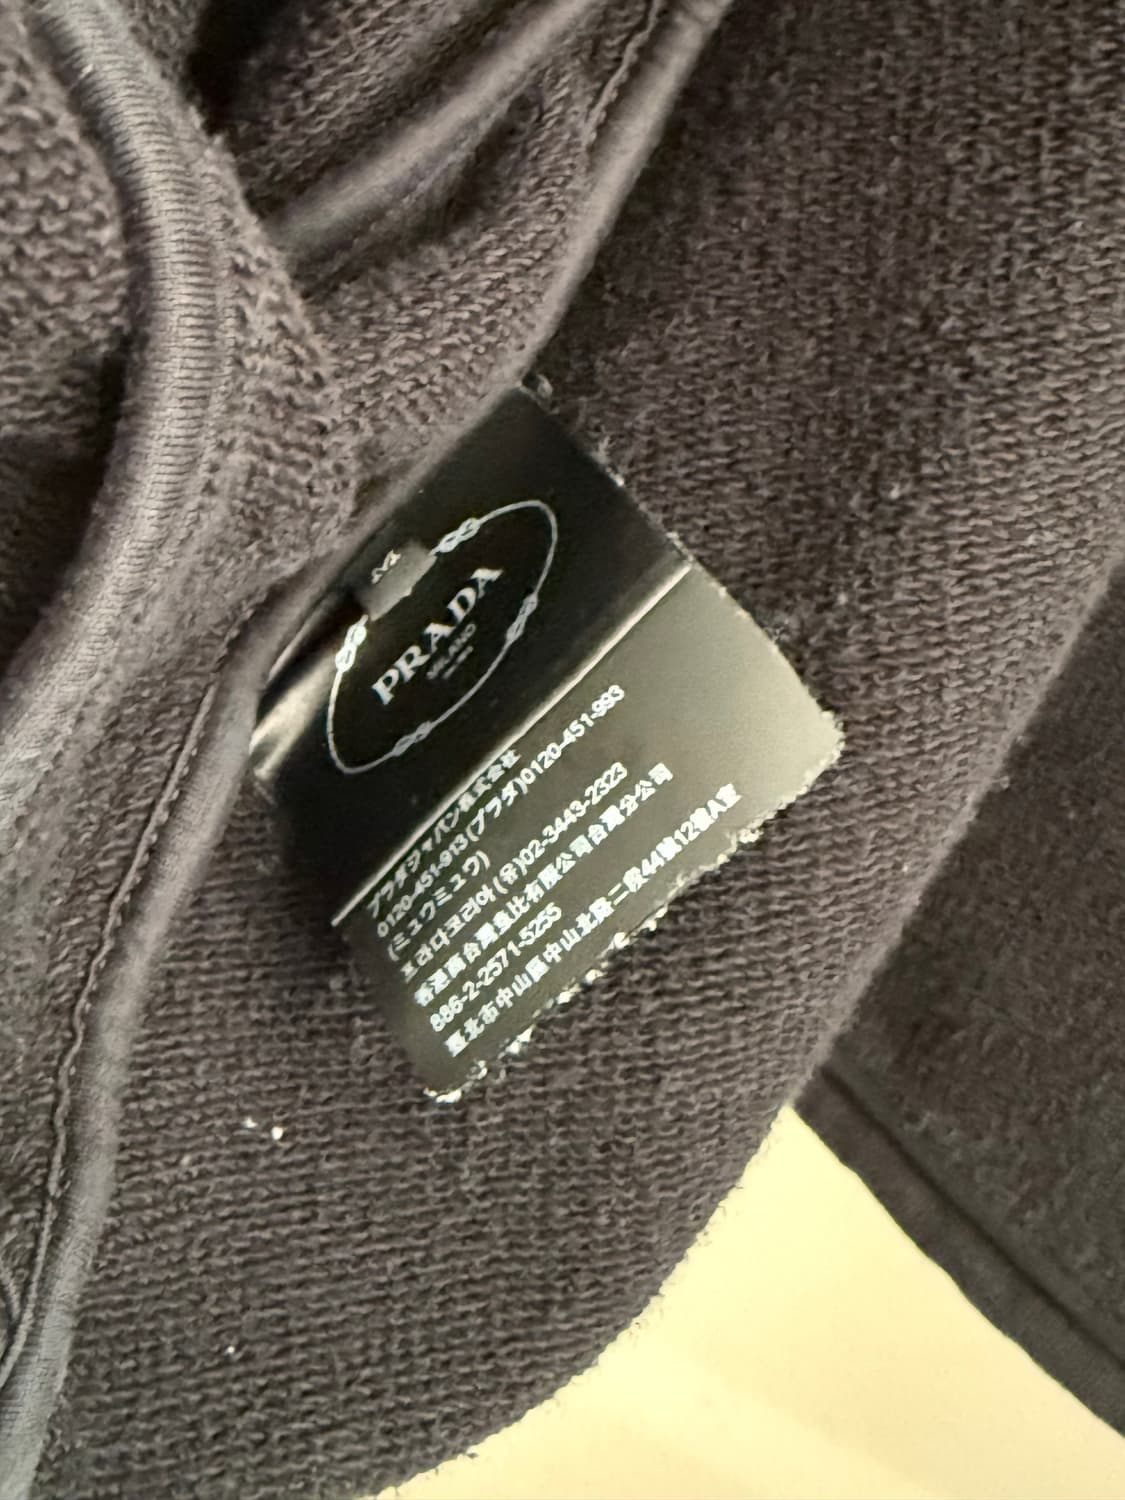 M
PRADA
MILANO
プラダジャパン株式会社
0120-451-913(プラダ)0120-451-993
(ミュウミュウ)
프라다코리아(유)02-3443-2323
香港商台灣普拉達有限公司台灣分公司
886-2-2571-5255
臺北市中山區中山北路二段44號12樓A室